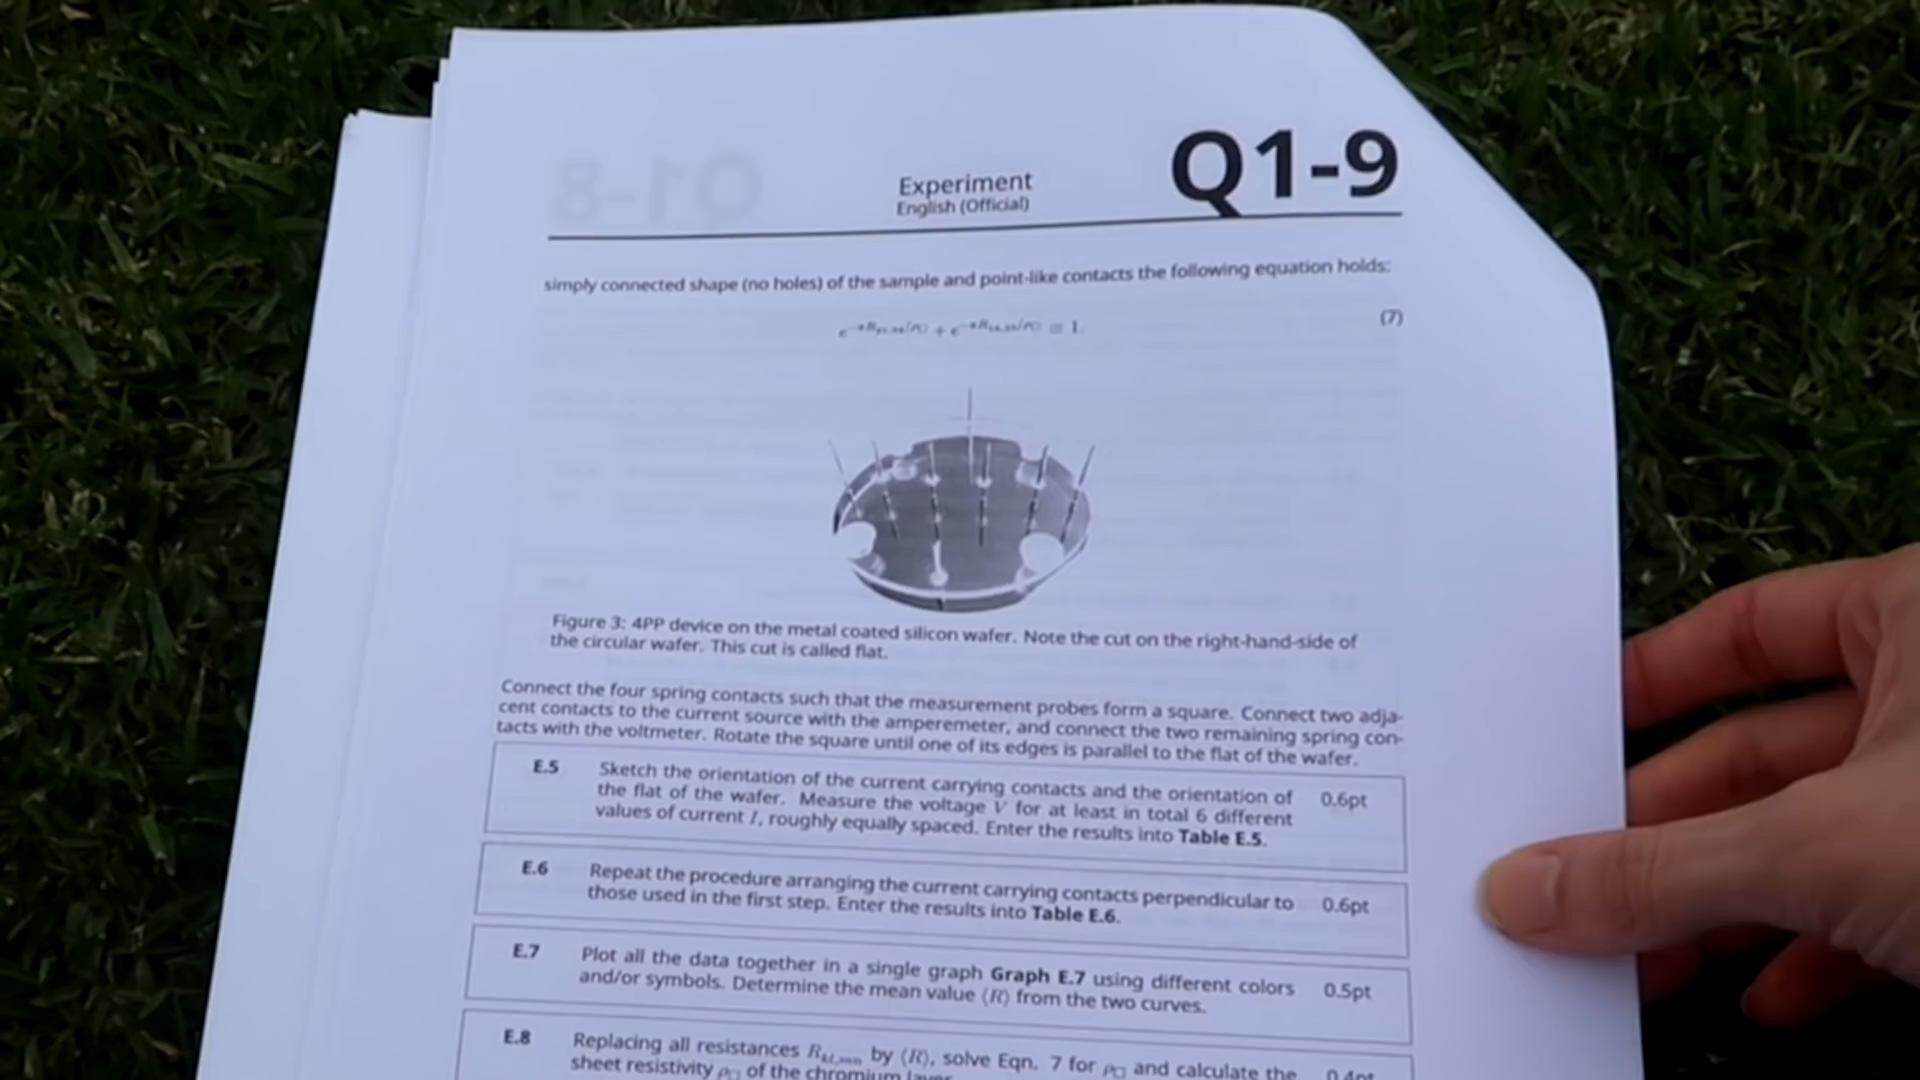 Q1-9
Experiment
English (Official)
simply connected shape (no holes) of the sample and point-like contacts the following equation holds:
(7)
Figure 3: 4PP device on the metal coated silicon wafer. Note the cut on the right-hand-side of
the circular wafer. This cut is called flat.
Connect the four spring contacts such that the measurement probes form a square. Connect two adja-
cent contacts to the current source with the amperemeter, and connect the two remaining spring con-
tacts with the voltmeter. Rotate the square until one of its edges is parallel to the flat of the wafer.
E.5 Sketch the orientation of the current carrying contacts and the orientation of 0.6pt
the flat of the wafer. Measure the voltage V for at least in total 6 different
values of current I, roughly equally spaced. Enter the results into Table E.5.
E.6 Repeat the procedure arranging the current carrying contacts perpendicular to 0.6pt
those used in the first step. Enter the results into Table E.6.
E.7 Plot all the data together in a single graph Graph E.7 using different colors 0.5pt
and/or symbols. Determine the mean value ⟨R⟩ from the two curves.
E.8 Replacing all resistances R_{kl,mn} by ⟨R⟩, solve Eqn. 7 for ρ□ and calculate the 0.4pt
sheet resistivity ρ□ of the chromium layer.